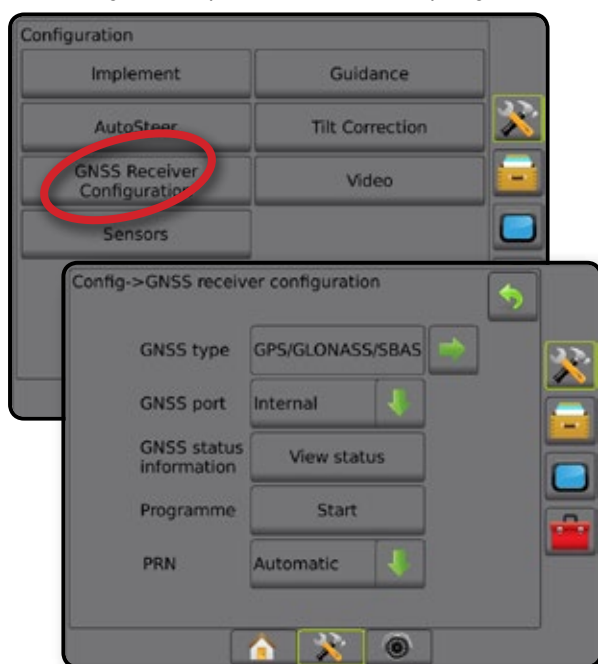 Configuration
Implement
Guidance
AutoSteer
Tilt Correction
GNSS Receiver
Configuration
Video
Sensors
Config->GNSS receiver configuration
GNSS type
GPS/GLONASS/SBAS
GNSS port
Internal
GNSS status
information
View status
Programme
Start
PRN
Automatic